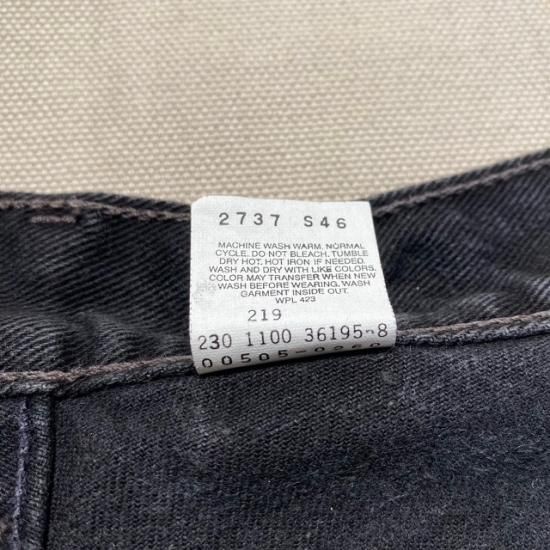 2737 S46
MACHINE WASH WARM, NORMAL
CYCLE. DO NOT BLEACH. TUMBLE
DRY HOT. HOT IRON IF NEEDED.
WASH AND DRY WITH LIKE COLORS.
COLOR MAY TRANSFER WHEN NEW
WASH BEFORE WEARING. WASH
GARMENT INSIDE OUT.
WPL 423
219
230 1100 36195-8
00505-0260